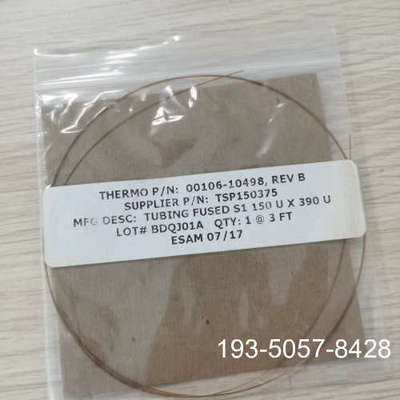 THERMO P/N: 00106-10498, REV B
SUPPLIER P/N: TSP150375
MFG DESC: TUBING FUSED S1 150 U X 390 U
LOT# BDQJ01A QTY: 1 @ 3 FT
ESAM 07/17
193-5057-8428